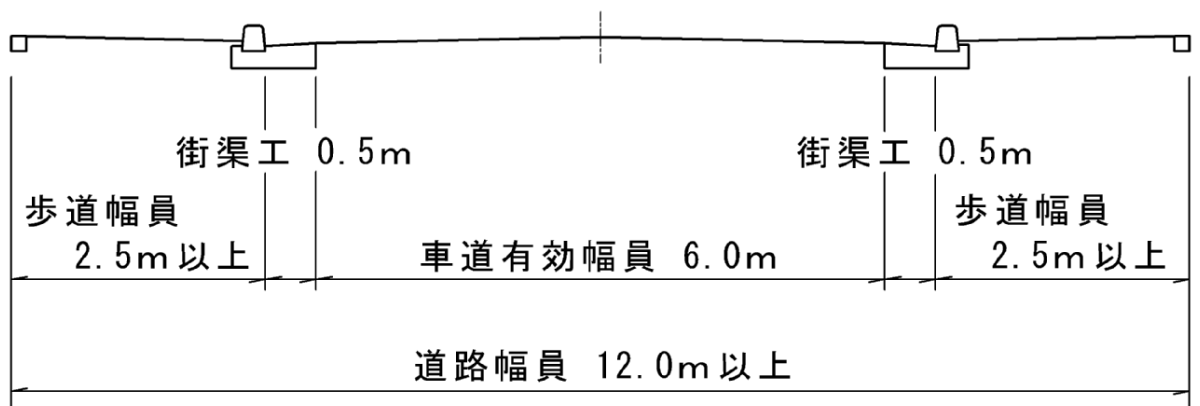 街渠工 0.5m
街渠工 0.5m
歩道幅員
2.5m以上
車道有効幅員 6.0m
歩道幅員
2.5m以上
道路幅員 12.0m以上